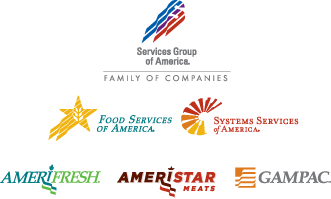 Services Group
of America.
FAMILY OF COMPANIES
FOOD SERVICES
OF AMERICA®
SYSTEMS SERVICES
of AMERICA®
AMERIFRESH®
AMERISTAR
MEATS
GAMPAC